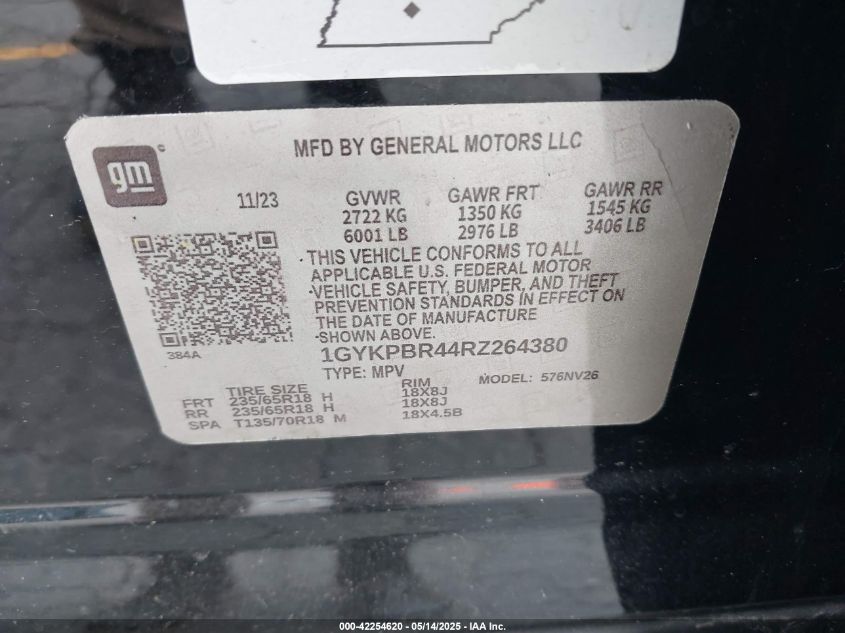 gm
MFD BY GENERAL MOTORS LLC
11/23 GVWR GAWR FRT GAWR RR
2722 KG 1350 KG 1545 KG
6001 LB 2976 LB 3406 LB
THIS VEHICLE CONFORMS TO ALL
APPLICABLE U.S. FEDERAL MOTOR
VEHICLE SAFETY, BUMPER, AND THEFT
PREVENTION STANDARDS IN EFFECT ON
THE DATE OF MANUFACTURE
SHOWN ABOVE.
384A
1GYKPBR44RZ264380
TYPE: MPV MODEL: 576NV26
TIRE SIZE RIM
FRT 235/65R18 H 18X8J
RR 235/65R18 H 18X8J
SPA T135/70R18 M 18X4.5B
000-42254620 - 05/14/2025 - IAA Inc.